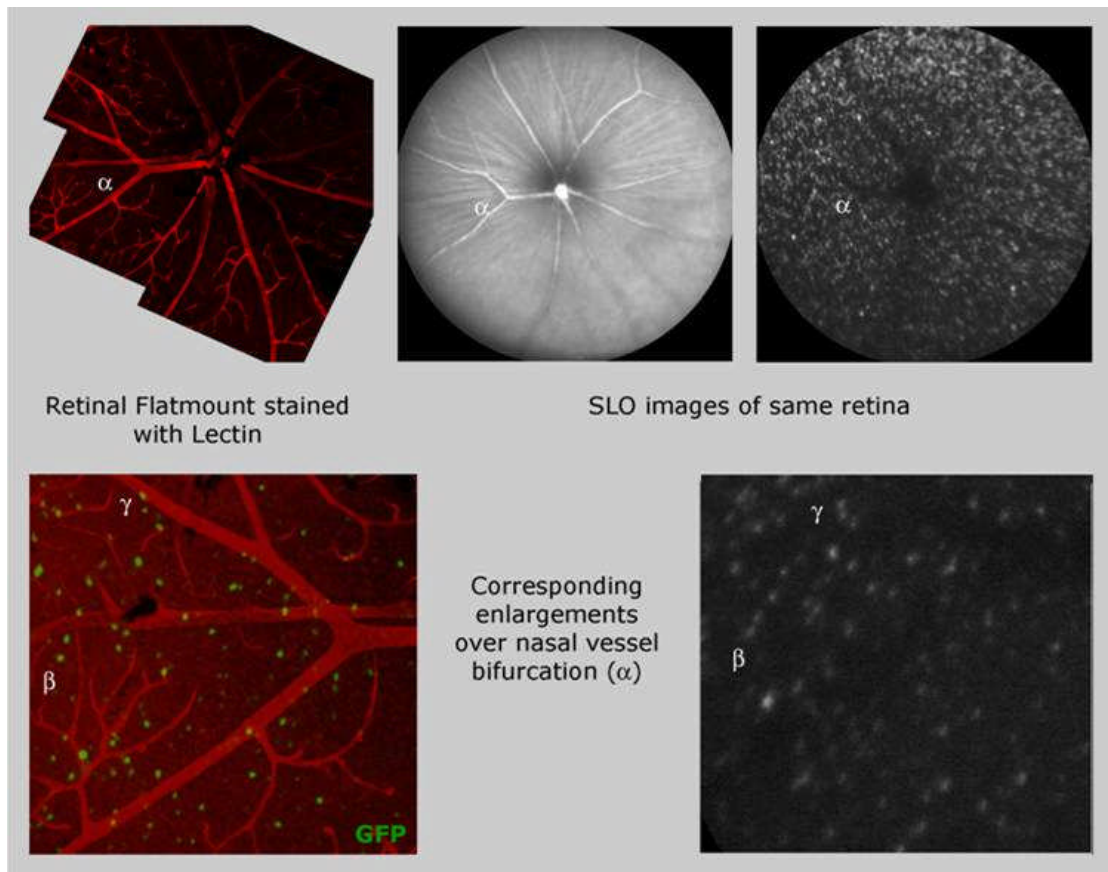 α
α
α
Retinal Flatmount stained
with Lectin
SLO images of same retina
γ
β
GFP
Corresponding
enlargements
over nasal vessel
bifurcation (α)
γ
β